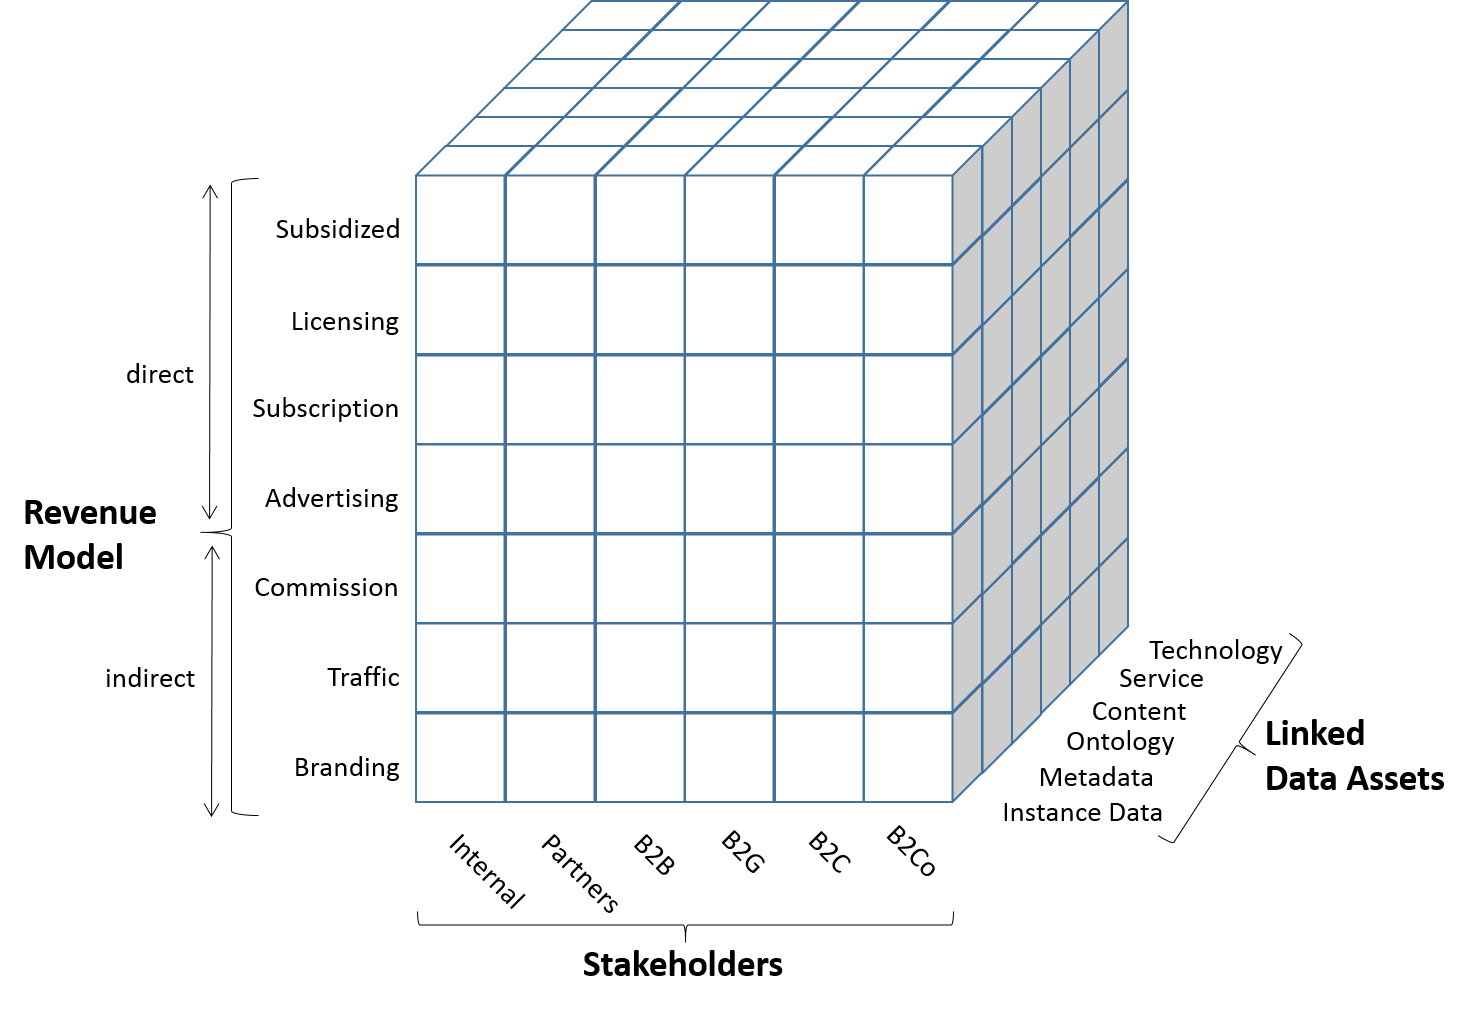 Subsidized
Licensing
direct
Subscription
Advertising
Revenue
Model
Commission
indirect
Traffic
Branding
Technology
Service
Content
Ontology
Metadata
Instance Data
Linked
Data Assets
Internal
Partners
B2B
B2G
B2C
B2Co
Stakeholders